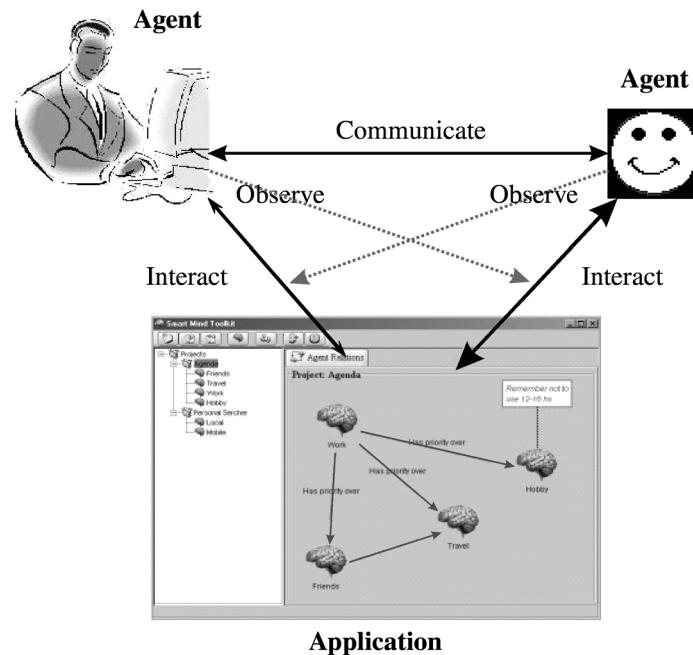 Agent
Agent
Communicate
Observe
Observe
Interact
Interact
Smart Mind Toolkit
Projects
Agenda
Friends
Travel
Work
Hobby
Personal Sercher
Local
Mobile
Agent Relations
Project: Agenda
Remember not to
use 12-16 hs
Work
Has priority over
Has priority over
Has priority over
Hobby
Travel
Friends
Application